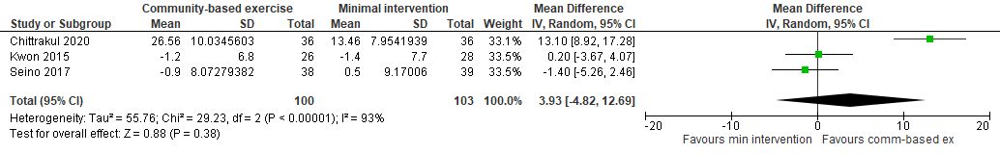 Community-based exercise Minimal intervention Mean Difference Mean Difference
Study or Subgroup Mean SD Total Mean SD Total Weight IV, Random, 95% CI IV, Random, 95% CI
Chittrakul 2020 26.56 10.0345603 36 13.46 7.9541939 36 33.1% 13.10 [8.92, 17.28]
Kwon 2015 -1.2 6.8 26 -1.4 7.7 28 33.4% 0.20 [-3.67, 4.07]
Seino 2017 -0.9 8.07279382 38 0.5 9.17006 39 33.5% -1.40 [-5.26, 2.46]
Total (95% CI) 100 103 100.0% 3.93 [-4.82, 12.69]
Heterogeneity: Tau² = 55.76; Chi² = 29.23, df = 2 (P < 0.00001); I² = 93%
Test for overall effect: Z = 0.88 (P = 0.38)
-20 -10 0 10 20
Favours min intervention Favours comm-based ex